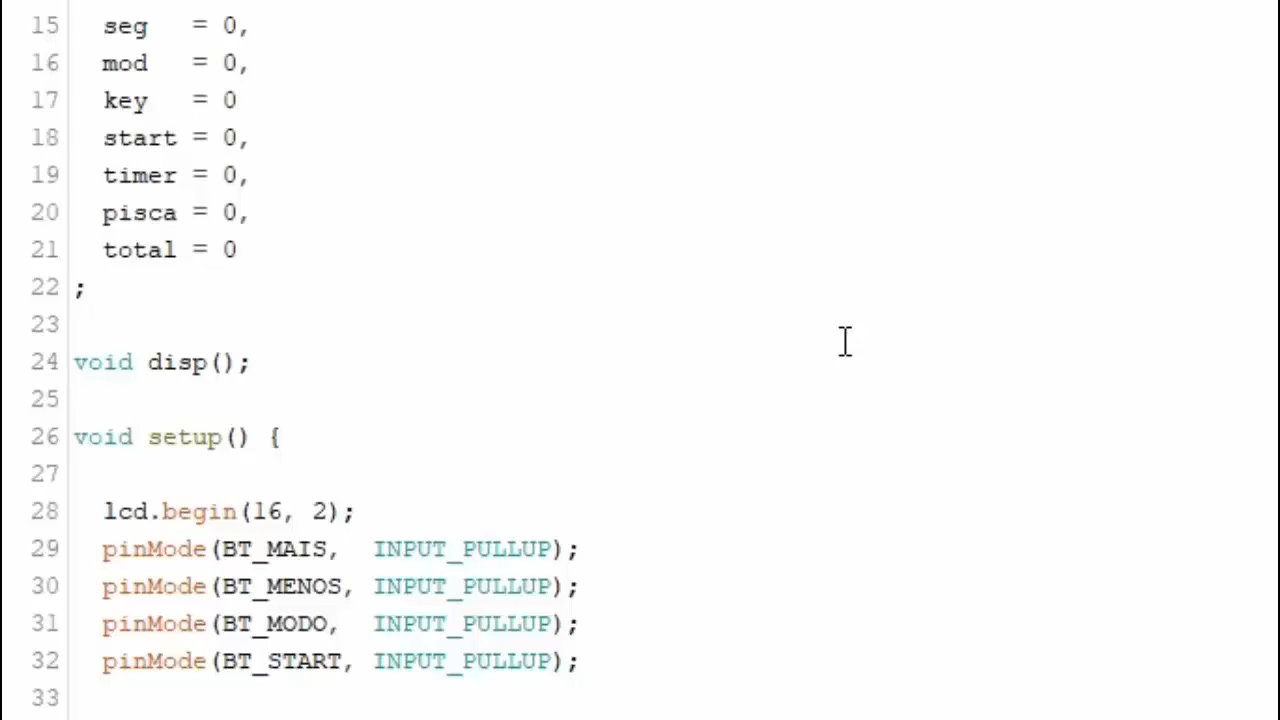 15 seg   = 0,
16 mod   = 0,
17 key   = 0
18 start = 0,
19 timer = 0,
20 pisca = 0,
21 total = 0
22 ;
23
24 void disp();
25
26 void setup() {
27
28 lcd.begin(16, 2);
29 pinMode(BT_MAIS,  INPUT_PULLUP);
30 pinMode(BT_MENOS, INPUT_PULLUP);
31 pinMode(BT_MODO,  INPUT_PULLUP);
32 pinMode(BT_START, INPUT_PULLUP);
33